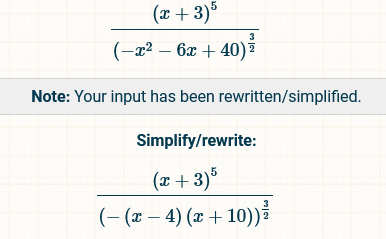 (x + 3)^5
(−x² − 6x + 40)^(3/2)
Note: Your input has been rewritten/simplified.
Simplify/rewrite:
(x + 3)^5
(− (x − 4) (x + 10))^(3/2)